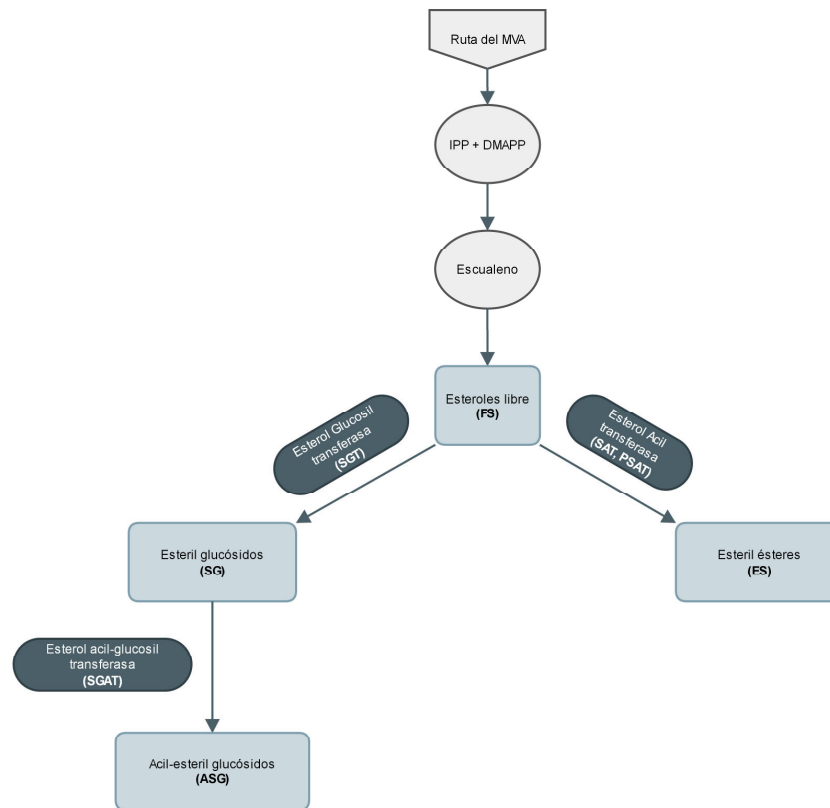 Ruta del MVA
IPP + DMAPP
Escualeno
Esteroles libre
(FS)
Esterol Glucosil
transferasa
(SGT)
Esterol Acil
transferasa
(SAT, PSAT)
Esteril glucósidos
(SG)
Esteril ésteres
(ES)
Esterol acil-glucosil
transferasa
(SGAT)
Acil-esteril glucósidos
(ASG)